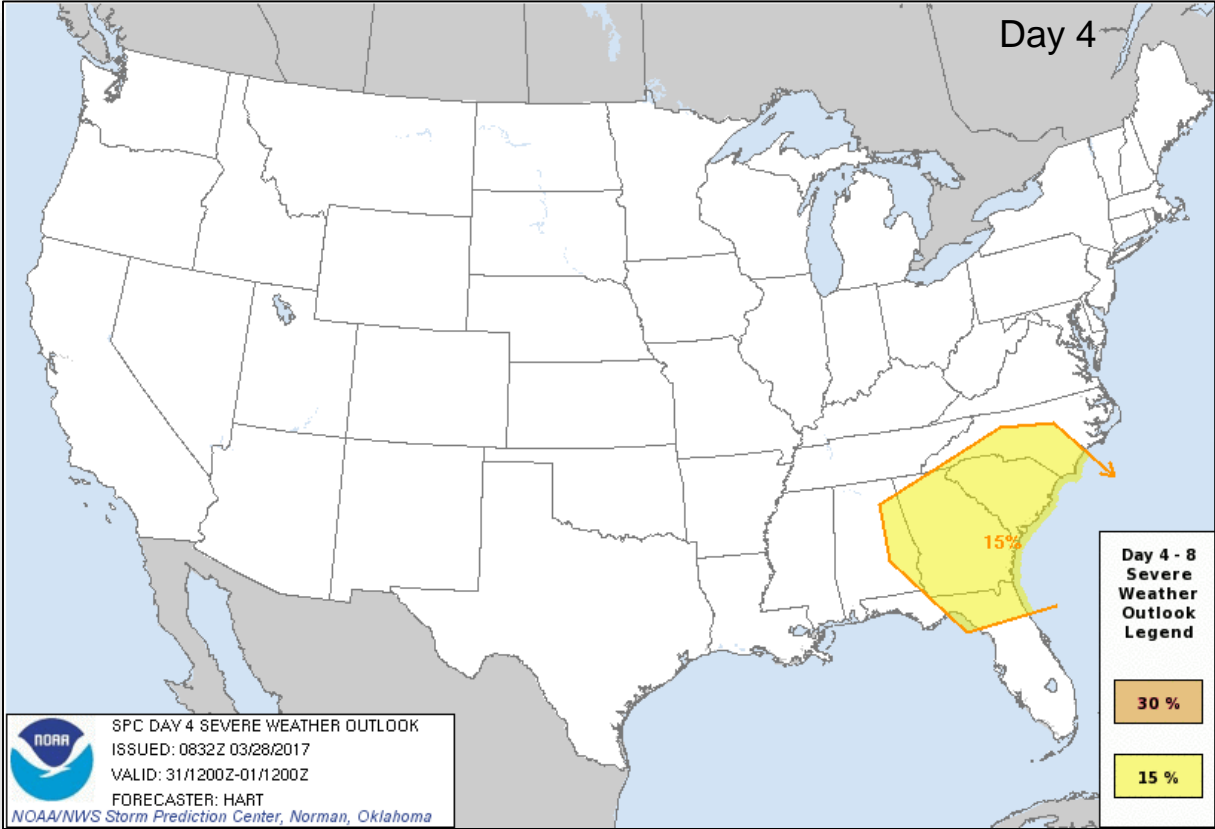 Day 4
15%
Day 4 - 8
Severe
Weather
Outlook
Legend
30 %
15 %
NOAA
SPC DAY 4 SEVERE WEATHER OUTLOOK
ISSUED: 0832Z 03/28/2017
VALID: 31/1200Z-01/1200Z
FORECASTER: HART
NOAA/NWS Storm Prediction Center, Norman, Oklahoma